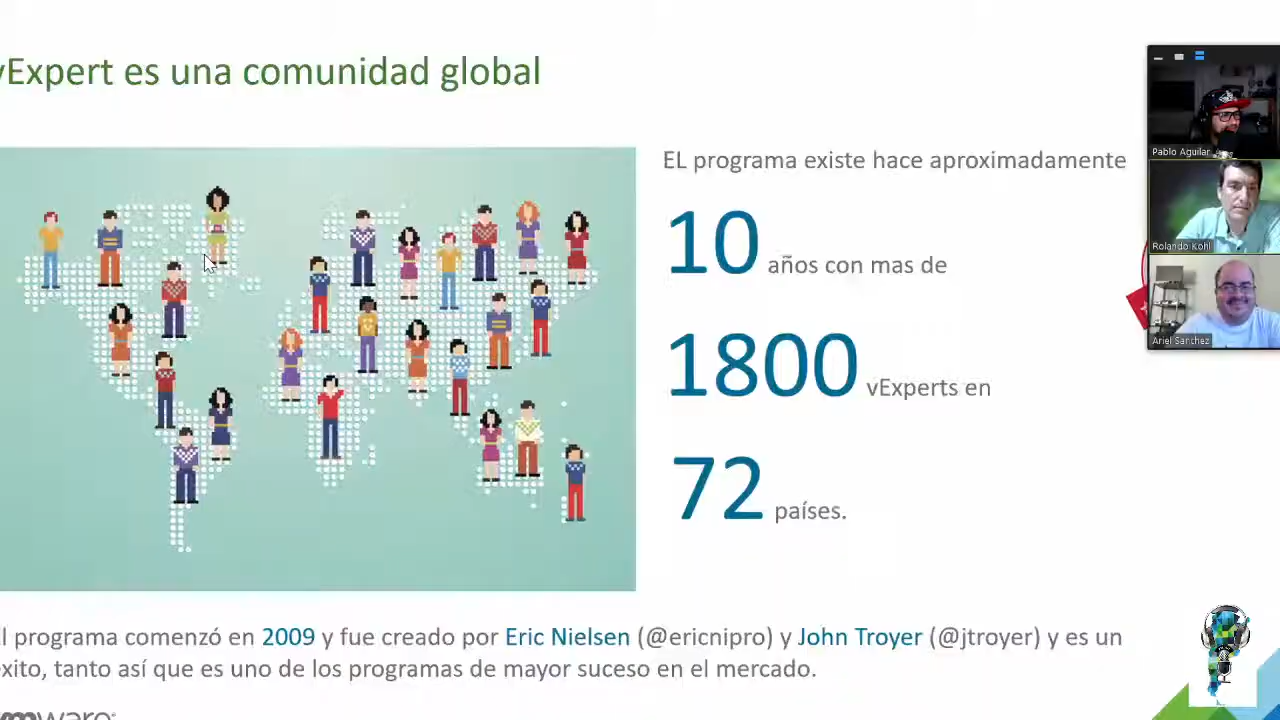 vExpert es una comunidad global
EL programa existe hace aproximadamente
10 años con mas de
1800 vExperts en
72 países.
Pablo Aguilar
Rolando Kohl
Ariel Sanchez
l programa comenzó en 2009 y fue creado por Eric Nielsen (@ericnipro) y John Troyer (@jtroyer) y es un
éxito, tanto así que es uno de los programas de mayor suceso en el mercado.
vmware